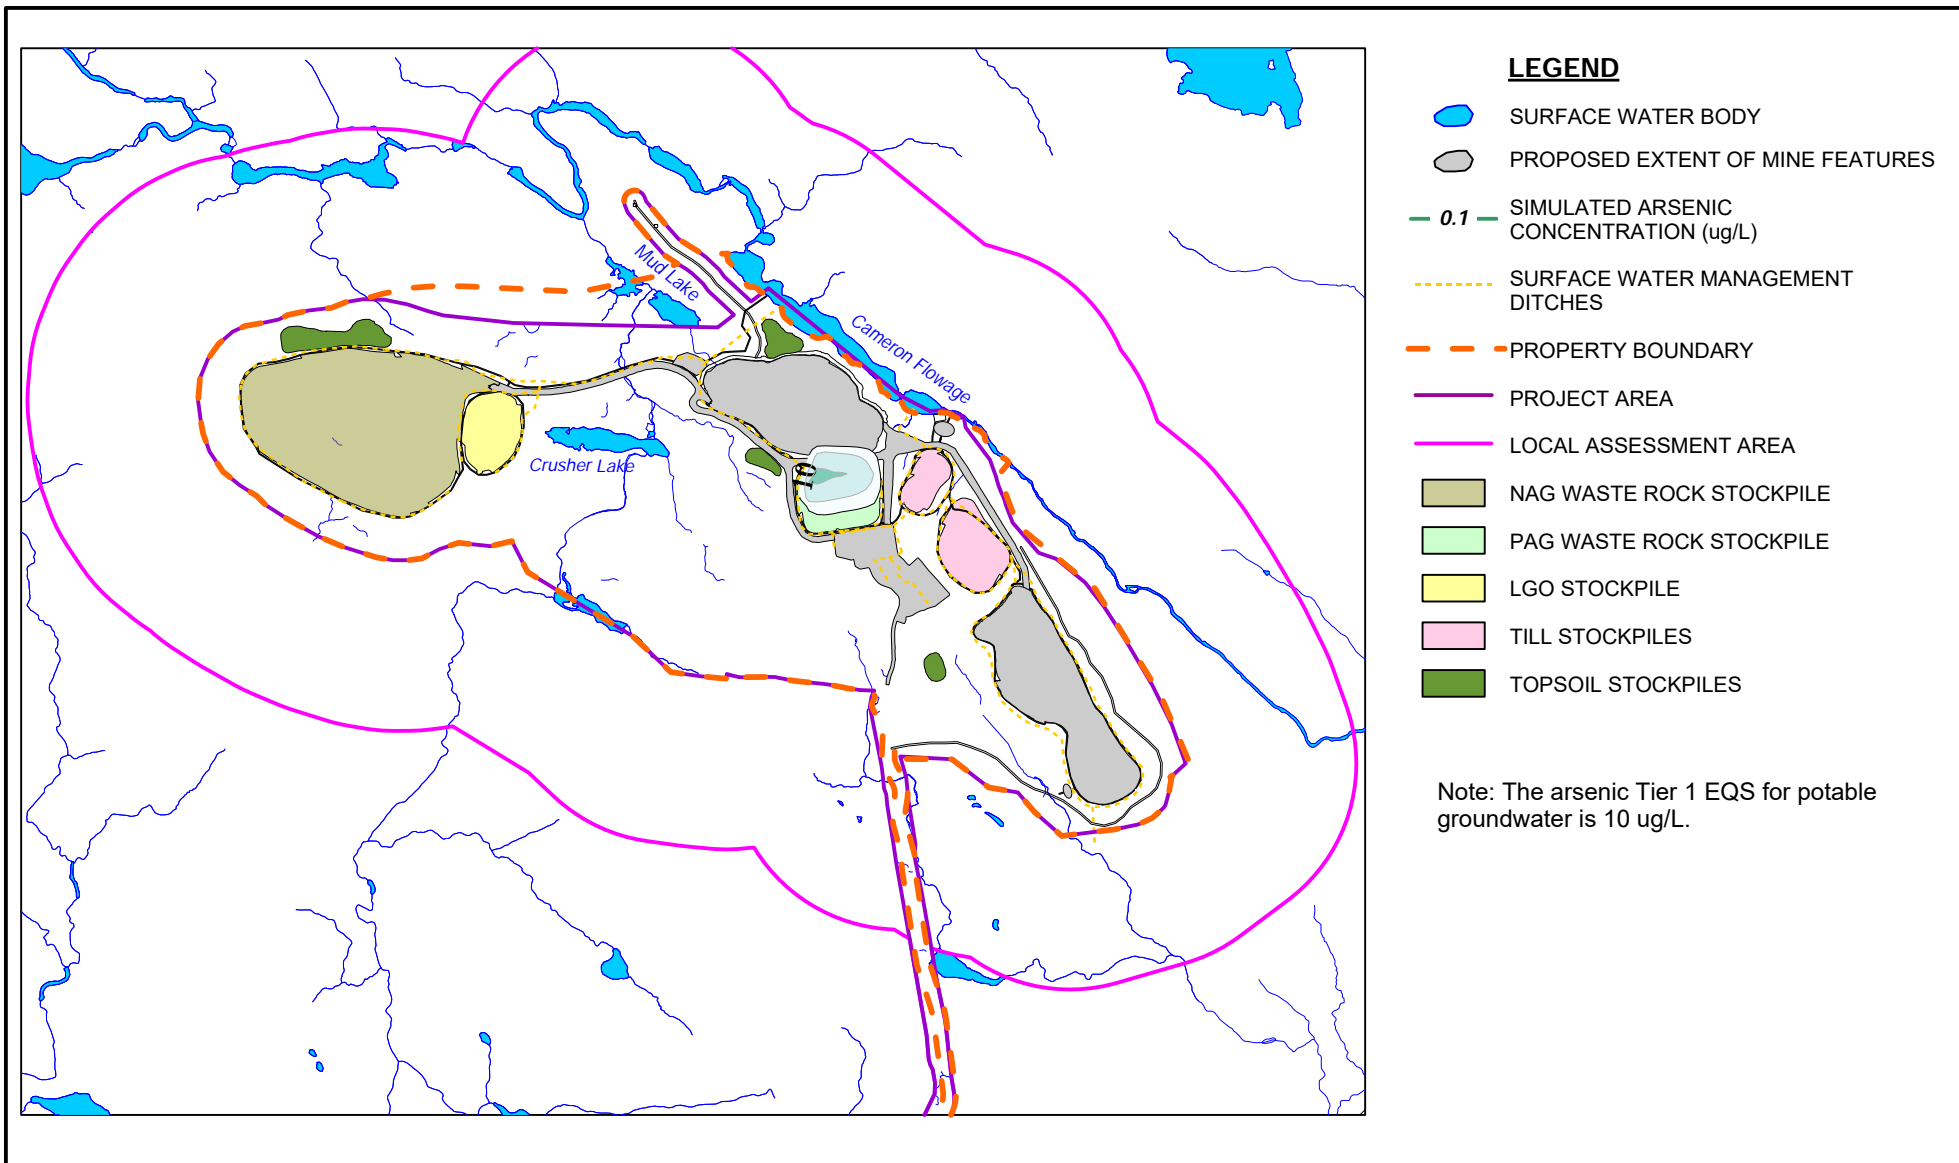 LEGEND
SURFACE WATER BODY
PROPOSED EXTENT OF MINE FEATURES
0.1
SIMULATED ARSENIC
CONCENTRATION (ug/L)
SURFACE WATER MANAGEMENT
DITCHES
PROPERTY BOUNDARY
PROJECT AREA
LOCAL ASSESSMENT AREA
NAG WASTE ROCK STOCKPILE
PAG WASTE ROCK STOCKPILE
LGO STOCKPILE
TILL STOCKPILES
TOPSOIL STOCKPILES
Note: The arsenic Tier 1 EQS for potable
groundwater is 10 ug/L.
Mud Lake
Cameron Flowage
Crusher Lake
10